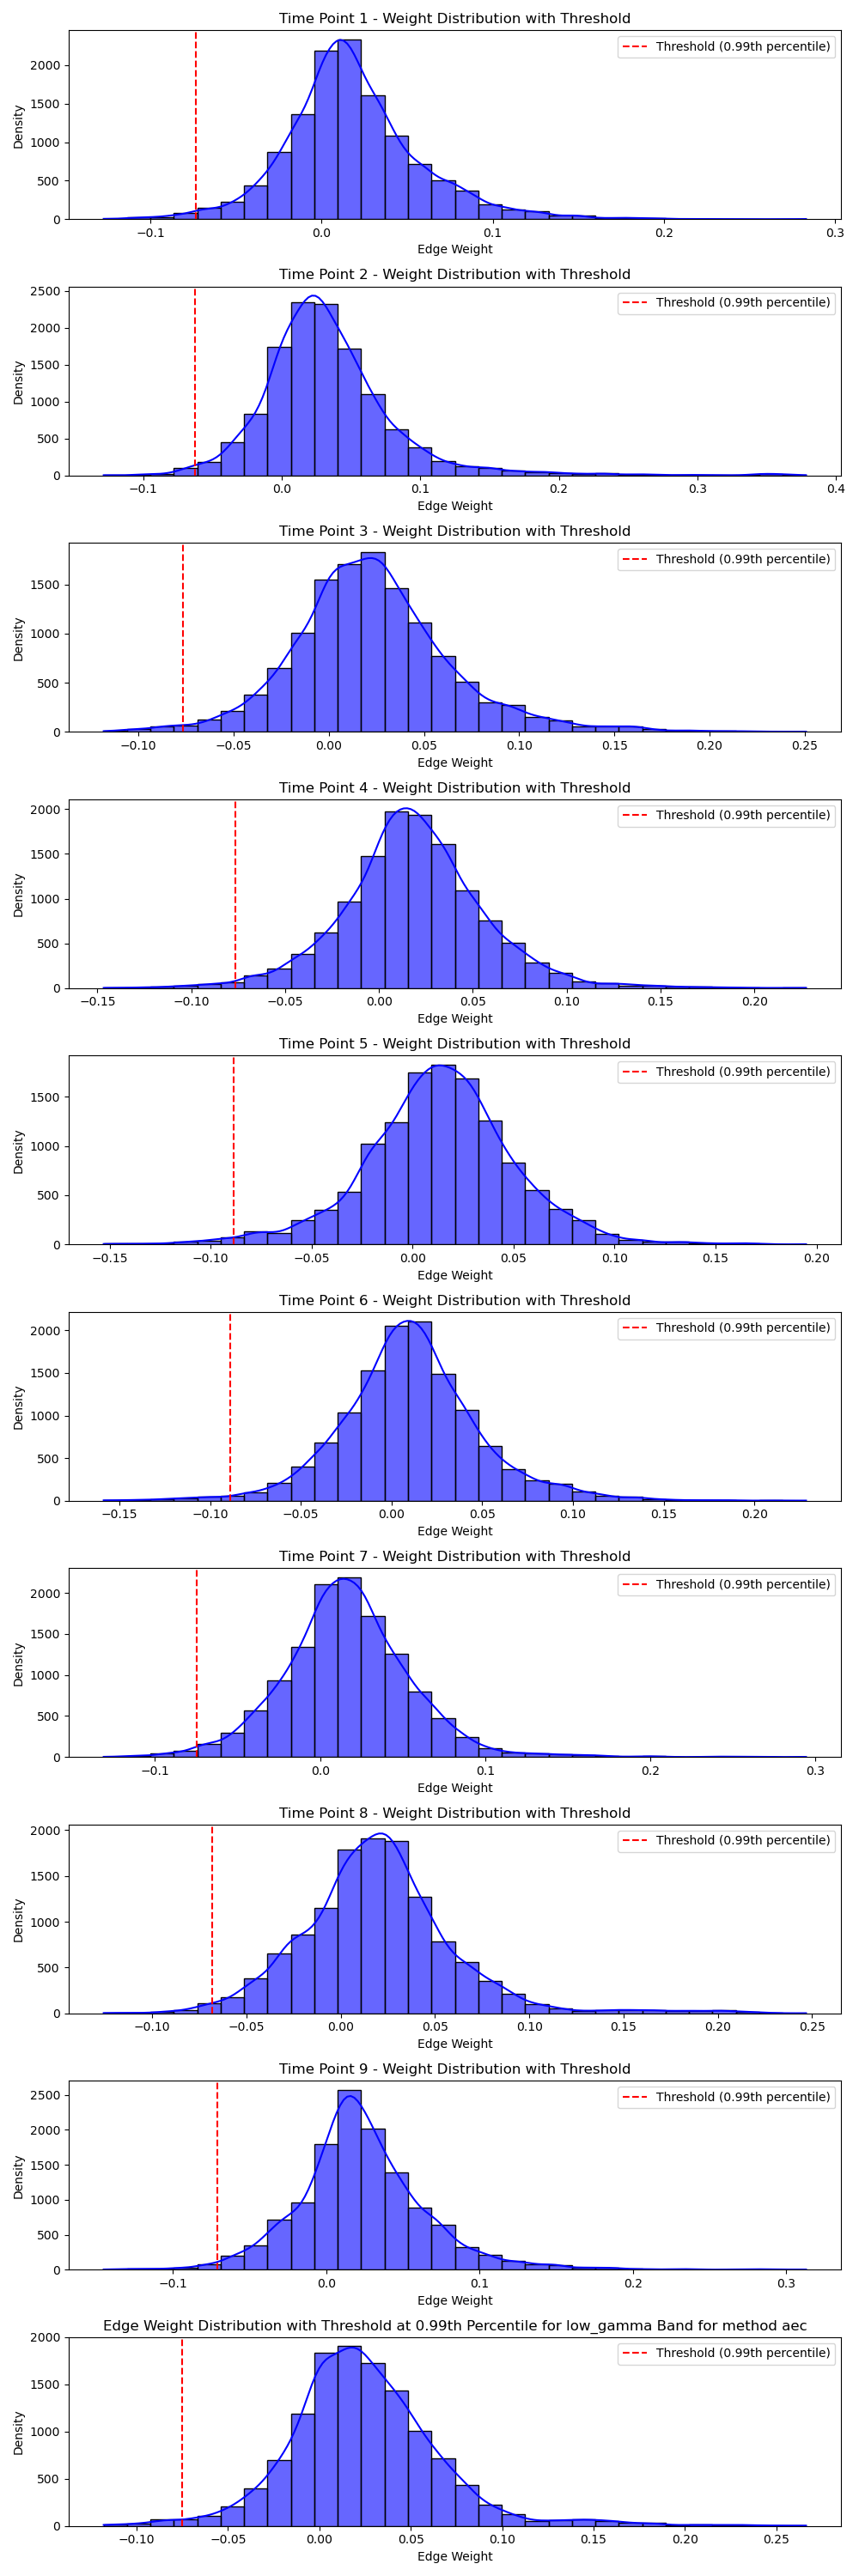 Time Point 1 - Weight Distribution with Threshold
Threshold (0.99th percentile)
Density
2000
1500
1000
500
0
−0.1 0.0 0.1 0.2 0.3
Edge Weight
Time Point 2 - Weight Distribution with Threshold
Threshold (0.99th percentile)
Density
2500
2000
1500
1000
500
0
−0.1 0.0 0.1 0.2 0.3 0.4
Edge Weight
Time Point 3 - Weight Distribution with Threshold
Threshold (0.99th percentile)
Density
1500
1000
500
0
−0.10 −0.05 0.00 0.05 0.10 0.15 0.20 0.25
Edge Weight
Time Point 4 - Weight Distribution with Threshold
Threshold (0.99th percentile)
Density
2000
1500
1000
500
0
−0.15 −0.10 −0.05 0.00 0.05 0.10 0.15 0.20
Edge Weight
Time Point 5 - Weight Distribution with Threshold
Threshold (0.99th percentile)
Density
1500
1000
500
0
−0.15 −0.10 −0.05 0.00 0.05 0.10 0.15 0.20
Edge Weight
Time Point 6 - Weight Distribution with Threshold
Threshold (0.99th percentile)
Density
2000
1500
1000
500
0
−0.15 −0.10 −0.05 0.00 0.05 0.10 0.15 0.20
Edge Weight
Time Point 7 - Weight Distribution with Threshold
Threshold (0.99th percentile)
Density
2000
1500
1000
500
0
−0.1 0.0 0.1 0.2 0.3
Edge Weight
Time Point 8 - Weight Distribution with Threshold
Threshold (0.99th percentile)
Density
2000
1500
1000
500
0
−0.10 −0.05 0.00 0.05 0.10 0.15 0.20 0.25
Edge Weight
Time Point 9 - Weight Distribution with Threshold
Threshold (0.99th percentile)
Density
2500
2000
1500
1000
500
0
−0.1 0.0 0.1 0.2 0.3
Edge Weight
Edge Weight Distribution with Threshold at 0.99th Percentile for low_gamma Band for method aec
Threshold (0.99th percentile)
Density
2000
1500
1000
500
0
−0.10 −0.05 0.00 0.05 0.10 0.15 0.20 0.25
Edge Weight